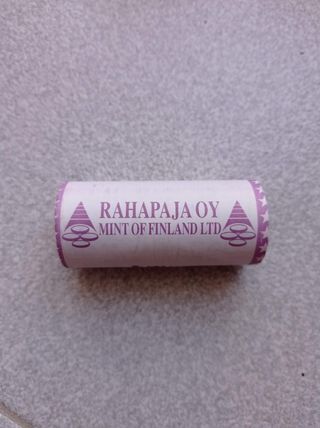 RAHAPAJA OY
MINT OF FINLAND LTD